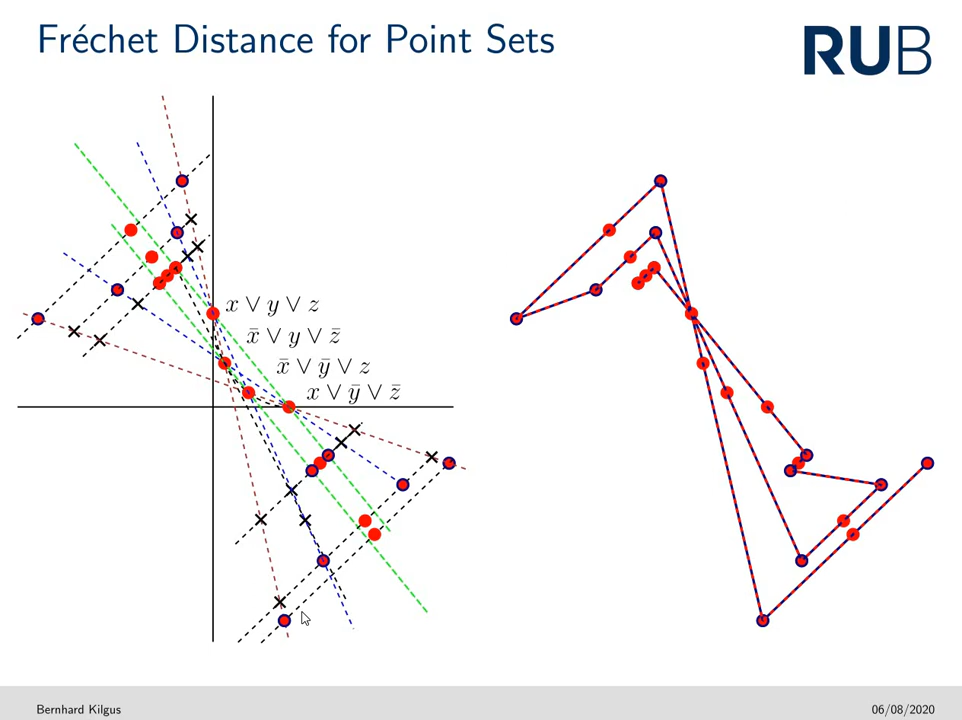 Fréchet Distance for Point Sets
RUB
x ∨ y ∨ z
x̄ ∨ y ∨ z̄
x̄ ∨ ȳ ∨ z
x ∨ ȳ ∨ z̄
Bernhard Kilgus
06/08/2020